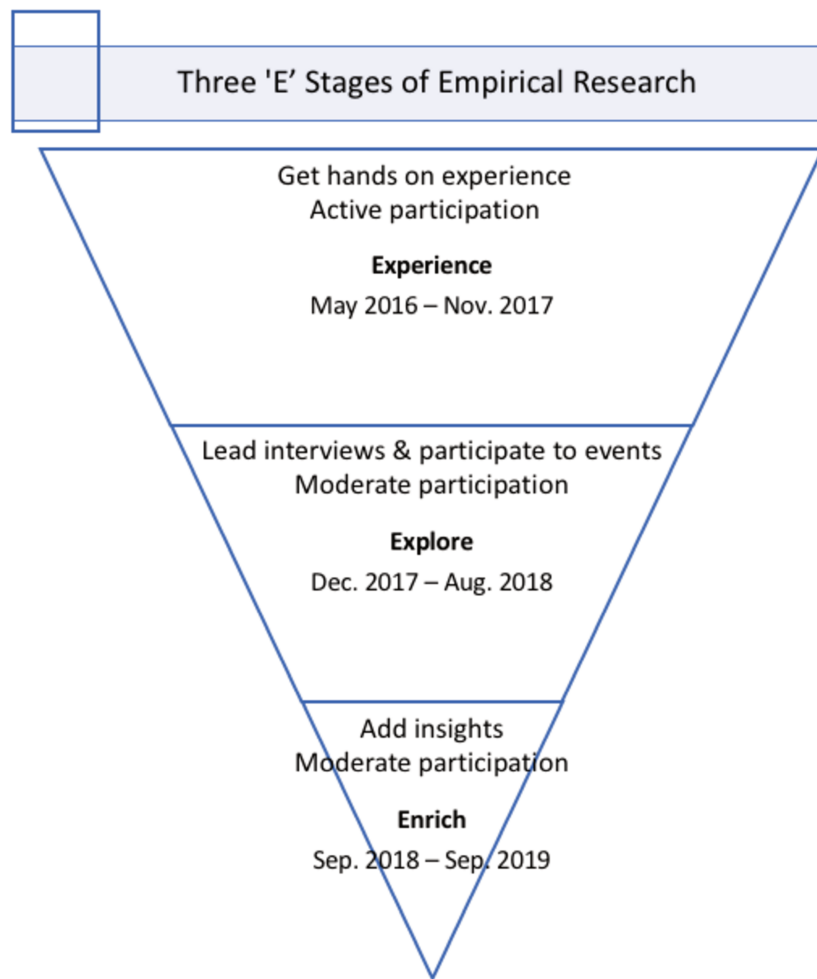 Three 'E’ Stages of Empirical Research
Get hands on experience
Active participation
Experience
May 2016 – Nov. 2017
Lead interviews & participate to events
Moderate participation
Explore
Dec. 2017 – Aug. 2018
Add insights
Moderate participation
Enrich
Sep. 2018 – Sep. 2019